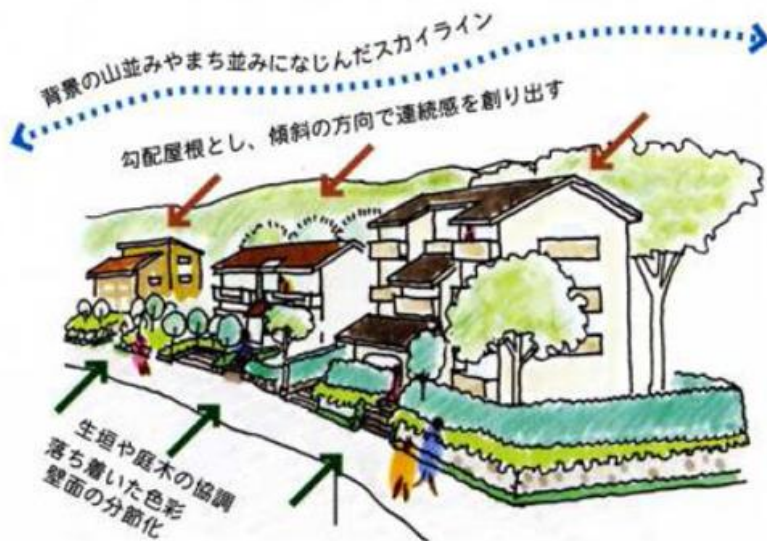 背景の山並みやまち並みになじんだスカイライン
勾配屋根とし、傾斜の方向で連続感を創り出す
生垣や庭木の協調
落ち着いた色彩
壁面の分節化